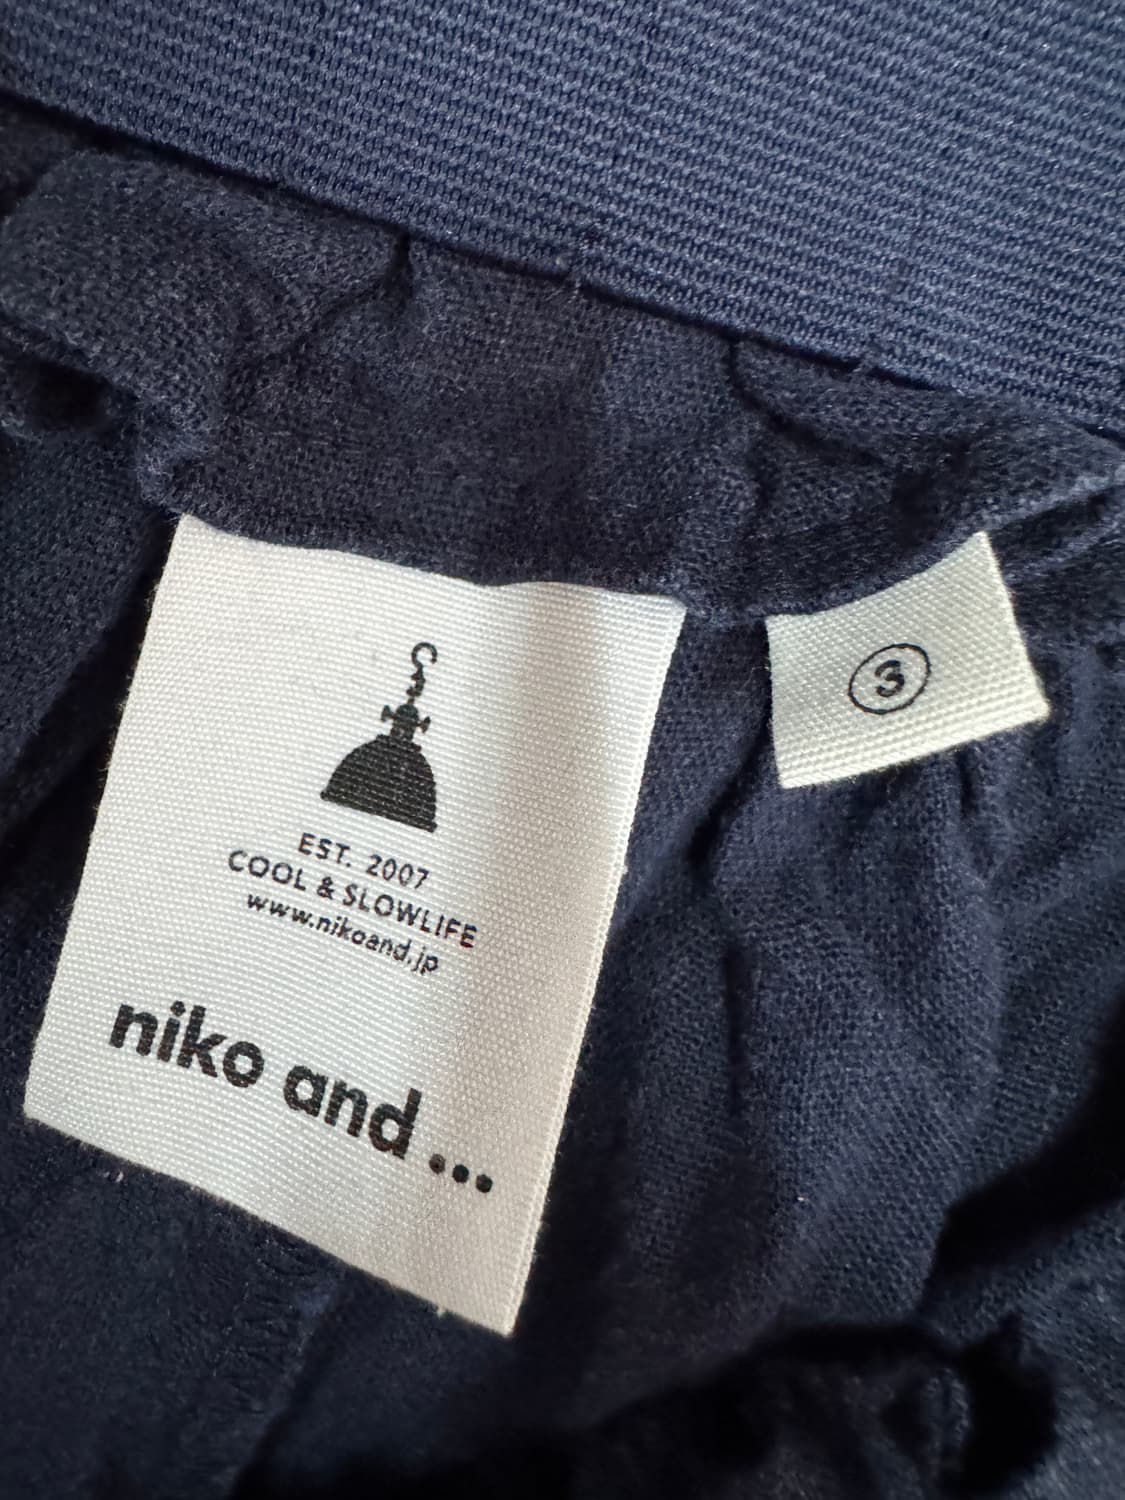 EST. 2007
COOL & SLOWLIFE
www.nikoand.jp
niko and ...
3